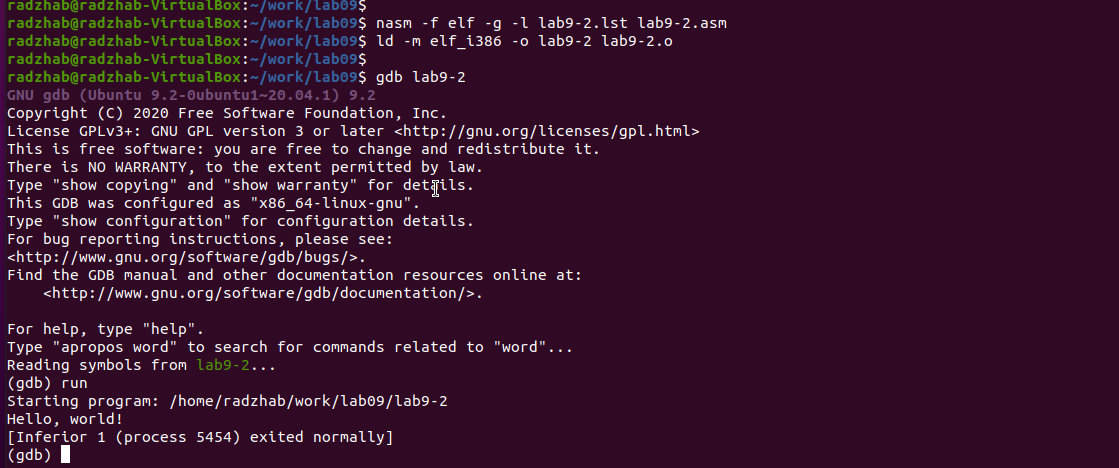 radzhab@radzhab-VirtualBox:~/work/lab09$
radzhab@radzhab-VirtualBox:~/work/lab09$ nasm -f elf -g -l lab9-2.lst lab9-2.asm
radzhab@radzhab-VirtualBox:~/work/lab09$ ld -m elf_i386 -o lab9-2 lab9-2.o
radzhab@radzhab-VirtualBox:~/work/lab09$
radzhab@radzhab-VirtualBox:~/work/lab09$ gdb lab9-2
GNU gdb (Ubuntu 9.2-0ubuntu1~20.04.1) 9.2
Copyright (C) 2020 Free Software Foundation, Inc.
License GPLv3+: GNU GPL version 3 or later <http://gnu.org/licenses/gpl.html>
This is free software: you are free to change and redistribute it.
There is NO WARRANTY, to the extent permitted by law.
Type "show copying" and "show warranty" for details.
This GDB was configured as "x86_64-linux-gnu".
Type "show configuration" for configuration details.
For bug reporting instructions, please see:
<http://www.gnu.org/software/gdb/bugs/>.
Find the GDB manual and other documentation resources online at:
    <http://www.gnu.org/software/gdb/documentation/>.

For help, type "help".
Type "apropos word" to search for commands related to "word"...
Reading symbols from lab9-2...
(gdb) run
Starting program: /home/radzhab/work/lab09/lab9-2
Hello, world!
[Inferior 1 (process 5454) exited normally]
(gdb)